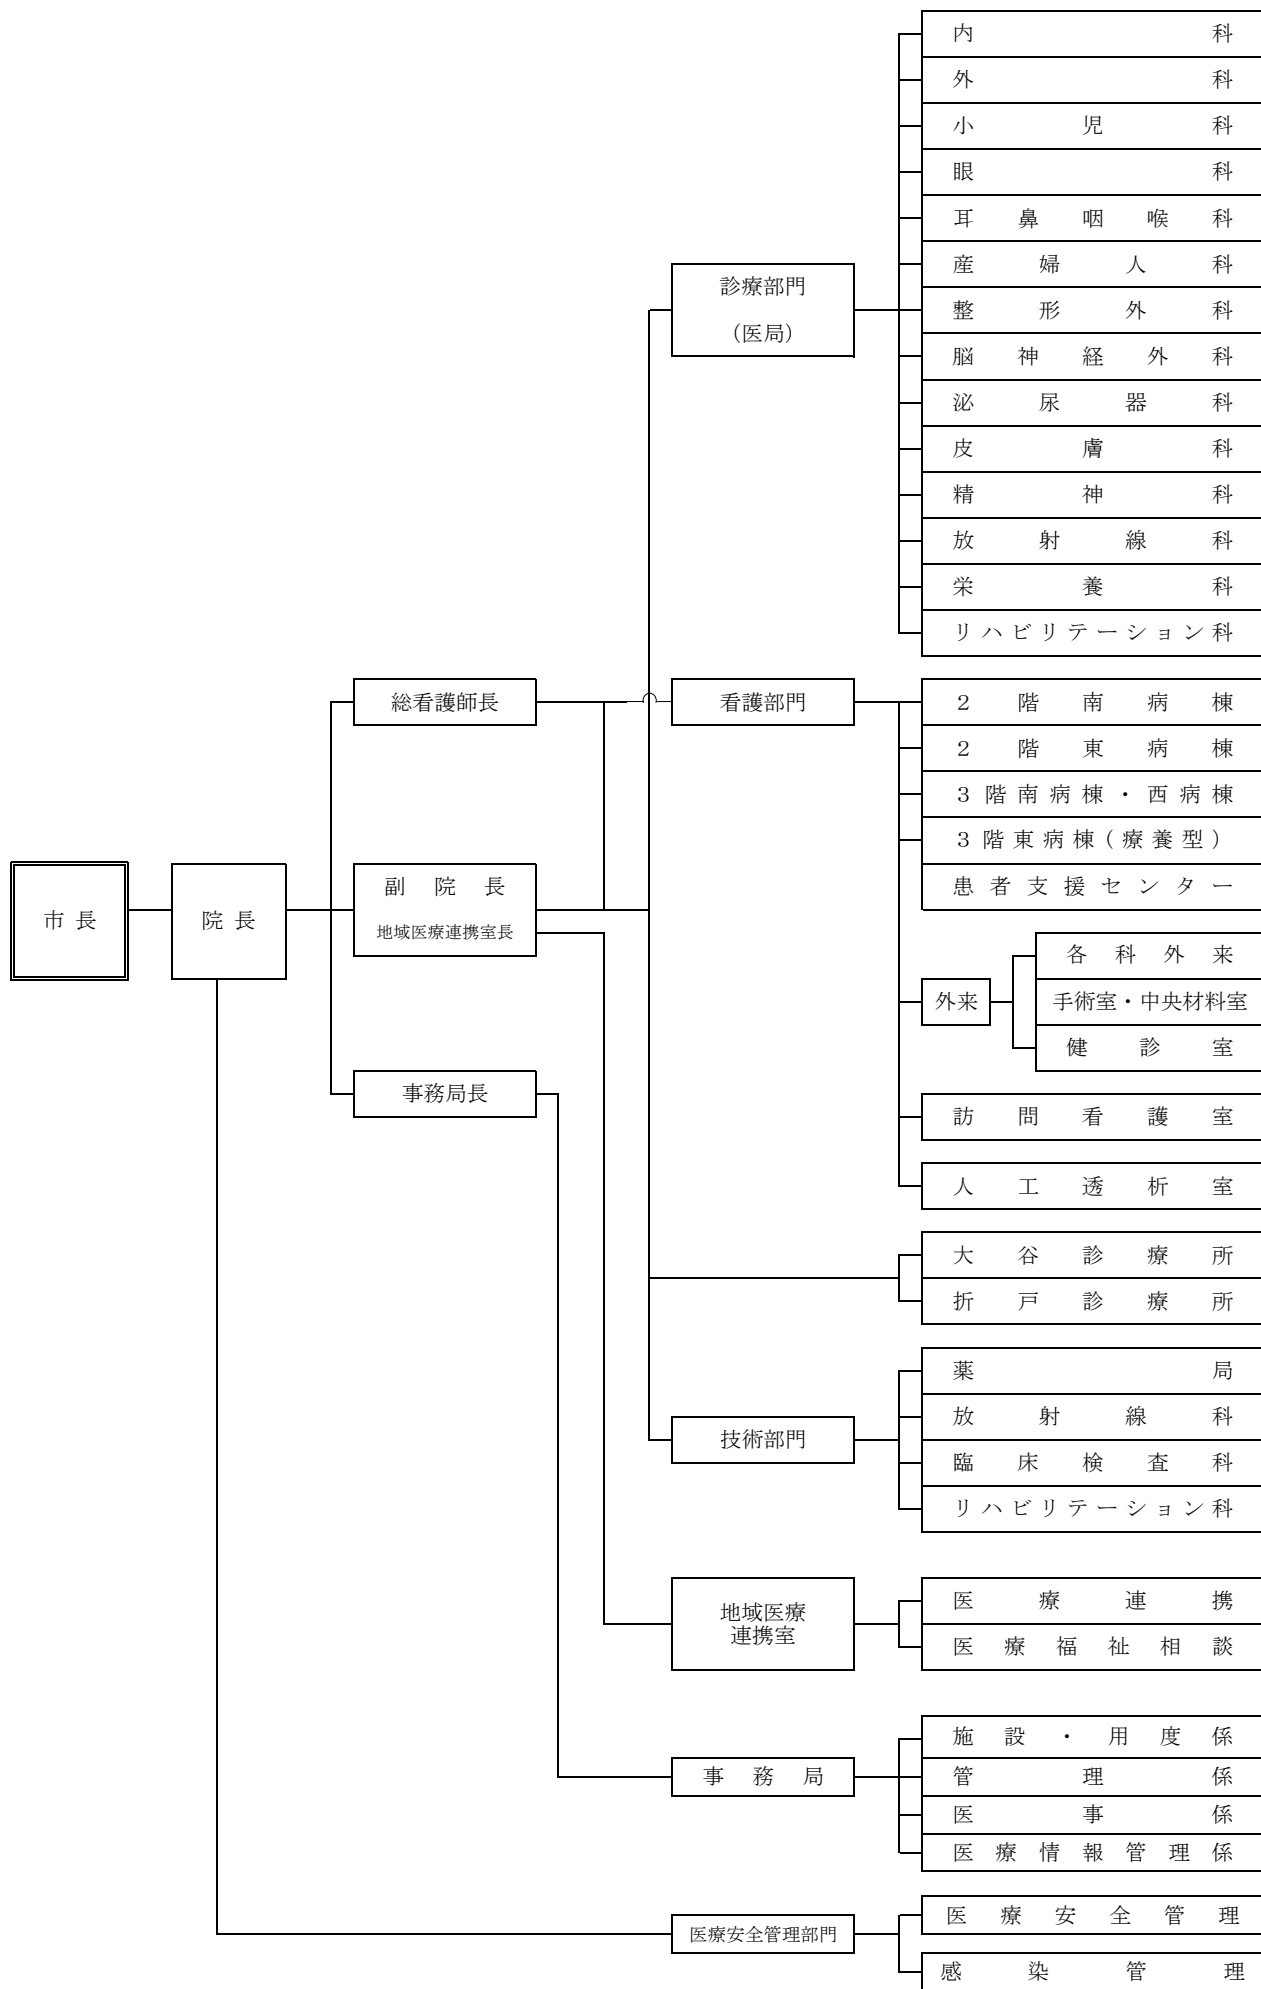 市長
院長
総看護師長
副院長
地域医療連携室長
事務局長
診療部門
（医局）
内科
外科
小児科
眼科
耳鼻咽喉科
産婦人科
整形外科
脳神経外科
泌尿器科
皮膚科
精神科
放射線科
栄養科
リハビリテーション科
看護部門
２階南病棟
２階東病棟
３階南病棟・西病棟
３階東病棟（療養型）
患者支援センター
外来
各科外来
手術室・中央材料室
健診室
訪問看護室
人工透析室
大谷診療所
折戸診療所
技術部門
薬局
放射線科
臨床検査科
リハビリテーション科
地域医療
連携室
医療連携
医療福祉相談
事務局
施設・用度係
管理係
医事係
医療情報管理係
医療安全管理部門
医療安全管理
感染管理